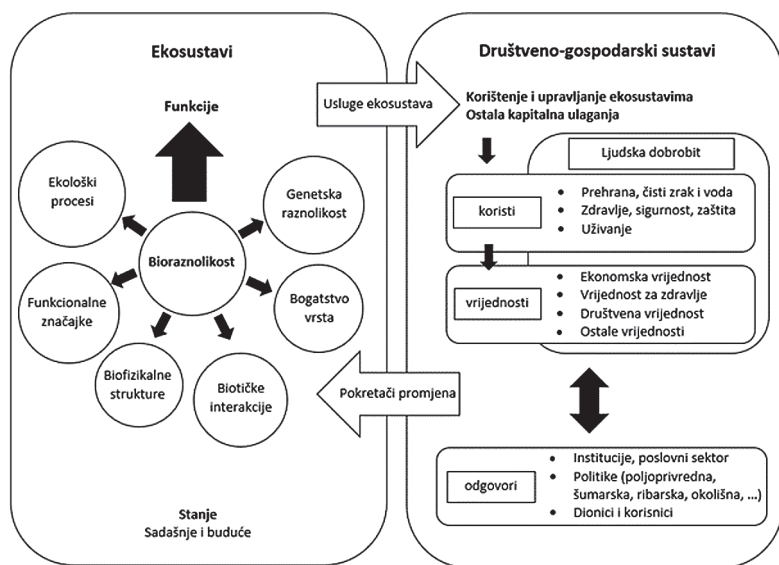 Ekosustavi
Funkcije
Ekološki
procesi
Genetska
raznolikost
Bioraznolikost
Funkcionalne
značajke
Bogatstvo
vrsta
Biofizikalne
strukture
Biotičke
interakcije
Stanje
Sadašnje i buduće
Usluge ekosustava
Pokretači promjena
Društveno-gospodarski sustavi
Korištenje i upravljanje ekosustavima
Ostala kapitalna ulaganja
Ljudska dobrobit
koristi
• Prehrana, čisti zrak i voda
• Zdravlje, sigurnost, zaštita
• Uživanje
vrijednosti
• Ekonomska vrijednost
• Vrijednost za zdravlje
• Društvena vrijednost
• Ostale vrijednosti
odgovori
• Institucije, poslovni sektor
• Politike (poljoprivredna,
šumarska, ribarska, okolišna, ...)
• Dionici i korisnici